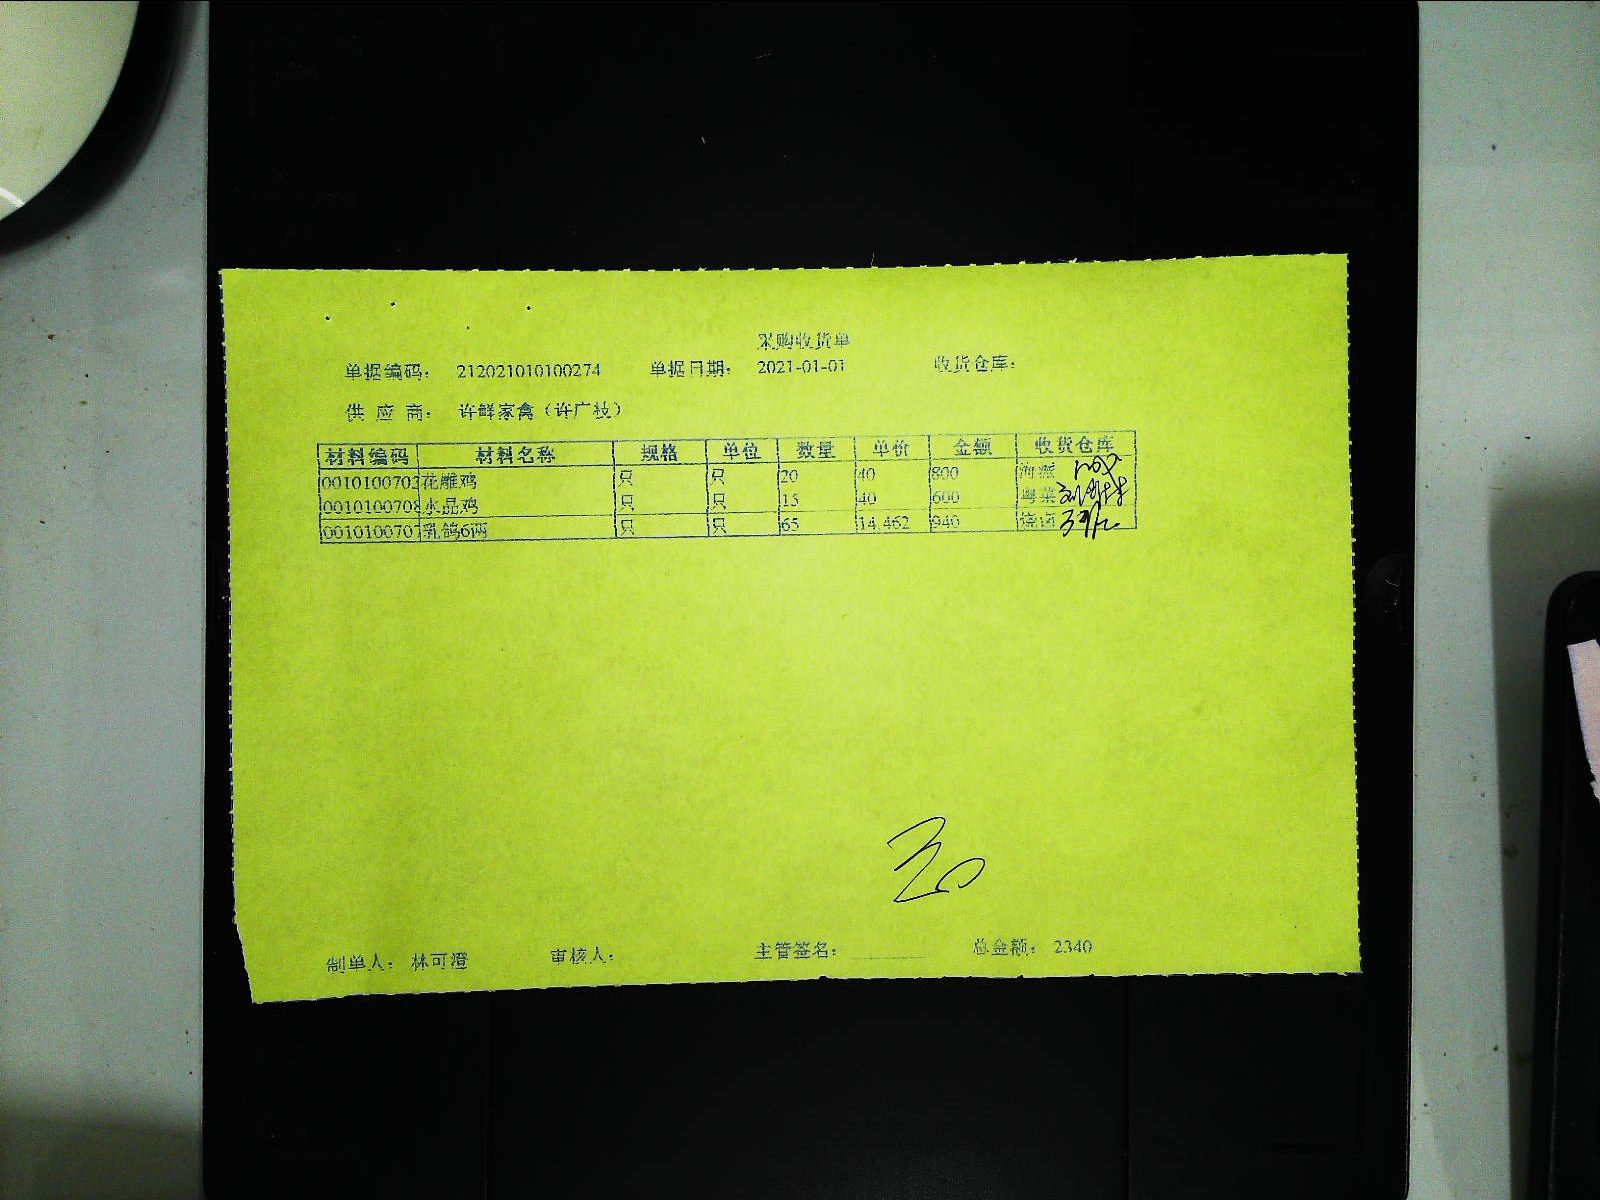 采购收货单
单据编码： 212021010100274 单据日期： 2021-01-01 收货仓库：
供 应 商： 许鲜家禽（许广枝）
材料编码 材料名称 规格 单位 数量 单价 金额 收货仓库
0010100703 花雕鸡 只 只 20 40 800 海派
0010100708 水晶鸡 只 只 15 40 600 粤菜
0010100707 乳鸽6两 只 只 65 14.462 940 烧卤
制单人： 林可澄 审核人： 主管签名： 总金额： 2340